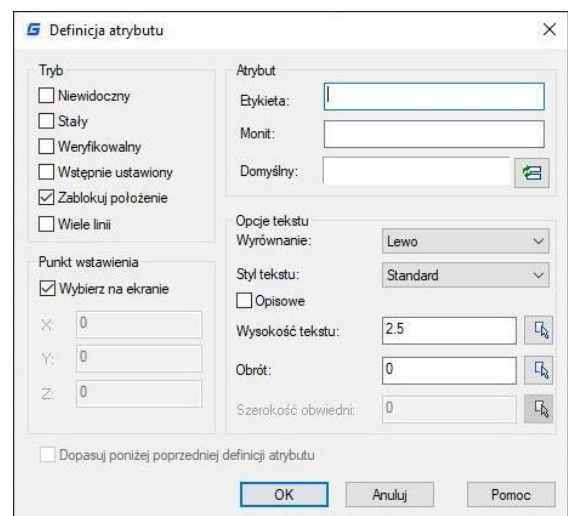 Definicja atrybutu
Tryb
Niewidoczny
Stały
Weryfikowalny
Wstępnie ustawiony
Zablokuj położenie
Wiele linii
Punkt wstawienia
Wybierz na ekranie
X: 0
Y: 0
Z: 0
Atrybut
Etykieta:
Monit:
Domyślny:
Opcje tekstu
Wyrównanie: Lewo
Styl tekstu: Standard
Opisowe
Wysokość tekstu: 2.5
Obrót: 0
Szerokość obwiedni: 0
Dopasuj poniżej poprzedniej definicji atrybutu
OK Anuluj Pomoc